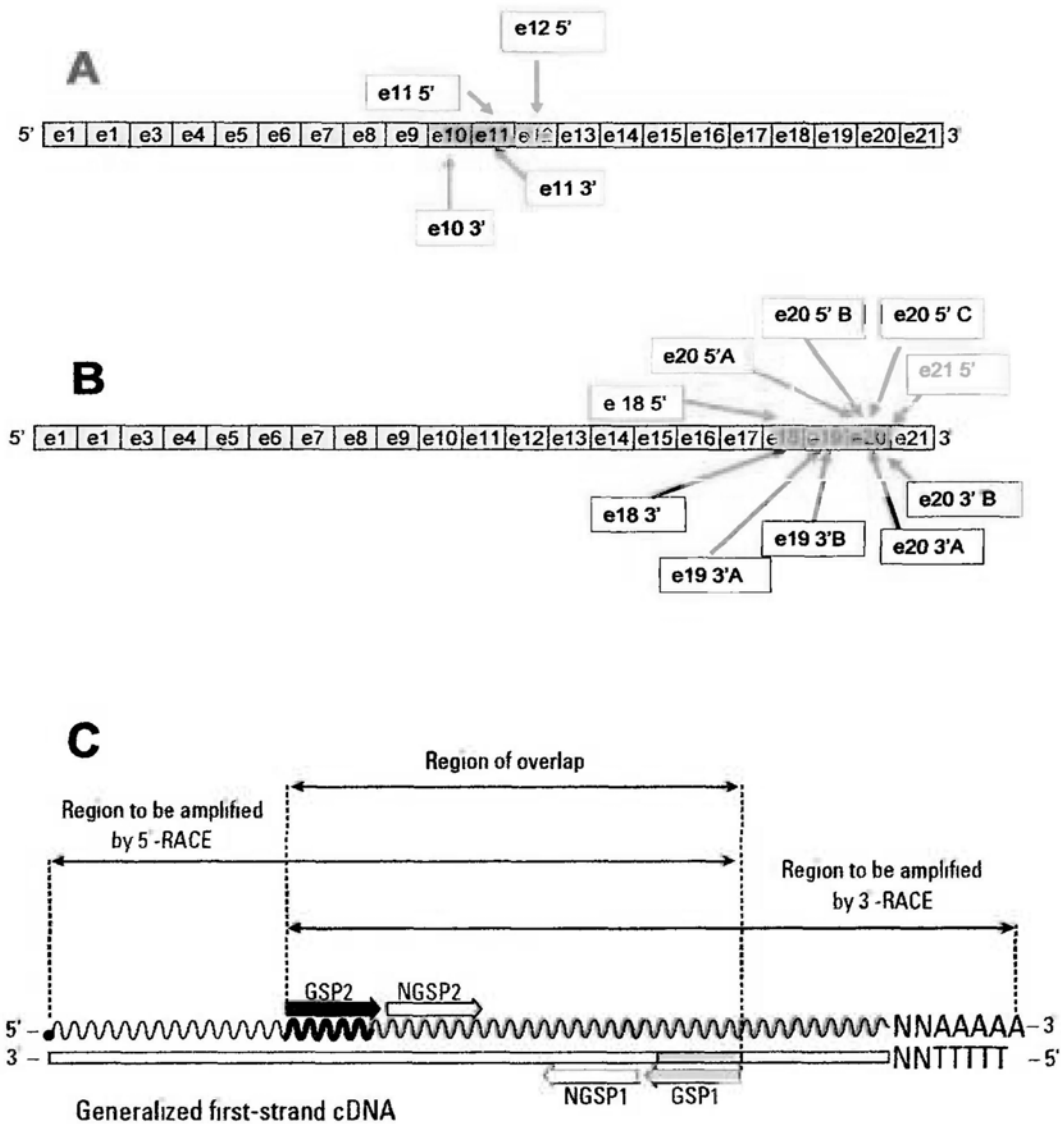 A
e12 5'
e11 5'
5' e1 e1 e3 e4 e5 e6 e7 e8 e9 e10 e11 e12 e13 e14 e15 e16 e17 e18 e19 e20 e21 3'
e11 3'
e10 3'
B
e20 5' B
e20 5' C
e20 5'A
e21 5'
e 18 5'
5' e1 e1 e3 e4 e5 e6 e7 e8 e9 e10 e11 e12 e13 e14 e15 e16 e17 e18 e19 e20 e21 3'
e18 3'
e19 3'A
e19 3'B
e20 3'A
e20 3' B
C
Region of overlap
Region to be amplified
by 5'-RACE
Region to be amplified
by 3 -RACE
GSP2 NGSP2
5' – NNAAAAA–3
3 – NNTTTTT –5'
NGSP1 GSP1
Generalized first-strand cDNA